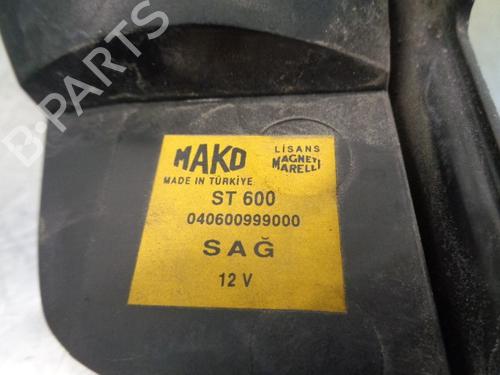 B-PARTS
MAKO
MADE IN TÜRKİYE
LİSANS
MAGNETI
MARELLI
ST 600
040600999000
SAĞ
12 V